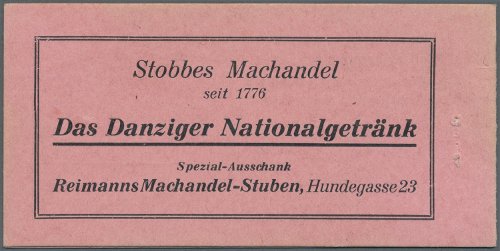 Stobbes Machandel
seit 1776
Das Danziger Nationalgetränk
Spezial-Ausschank
Reimanns Machandel-Stuben, Hundegasse 23